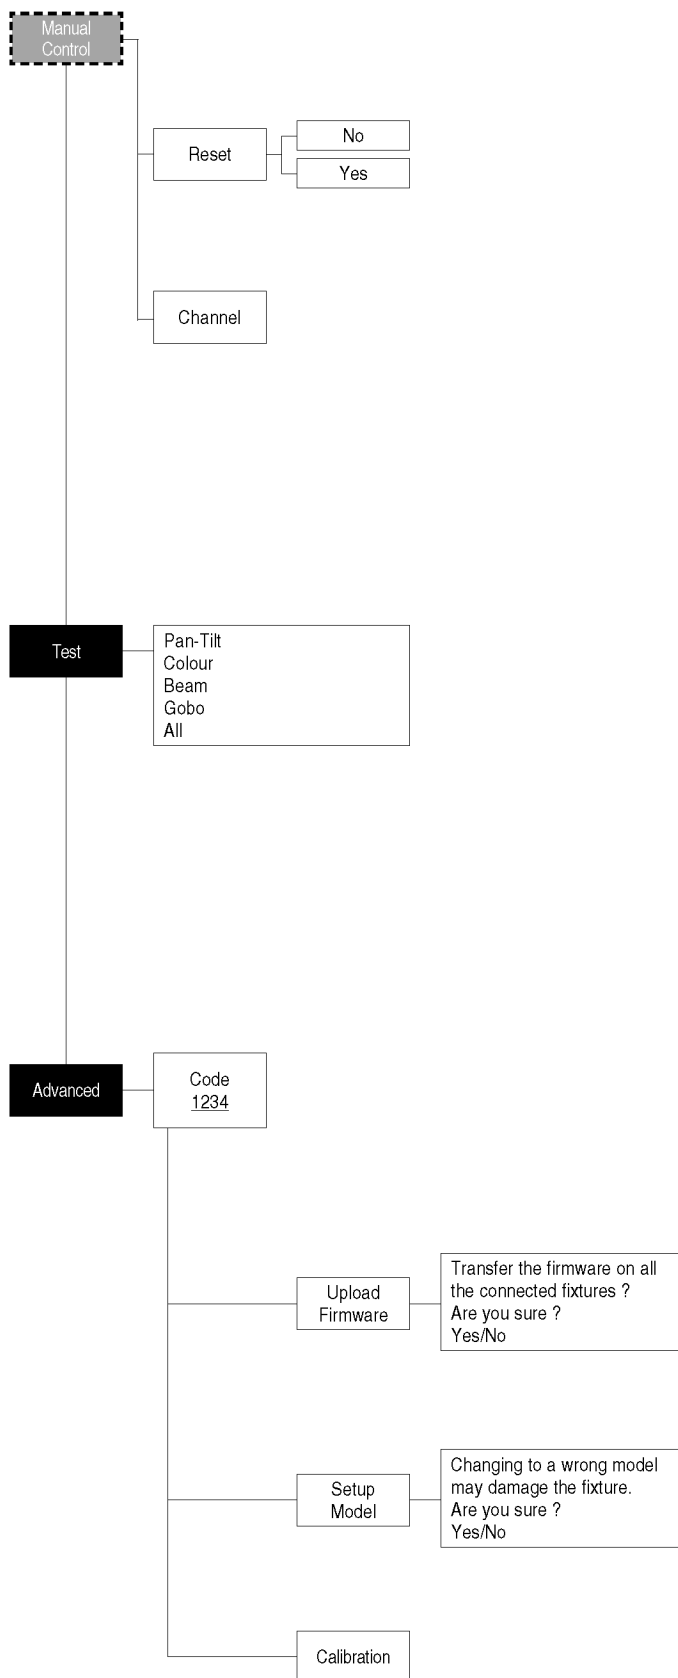 Manual
Control
Reset
No
Yes
Channel
Test
Pan-Tilt
Colour
Beam
Gobo
All
Advanced
Code
1234
Upload
Firmware
Transfer the firmware on all
the connected fixtures ?
Are you sure ?
Yes/No
Setup
Model
Changing to a wrong model
may damage the fixture.
Are you sure ?
Yes/No
Calibration